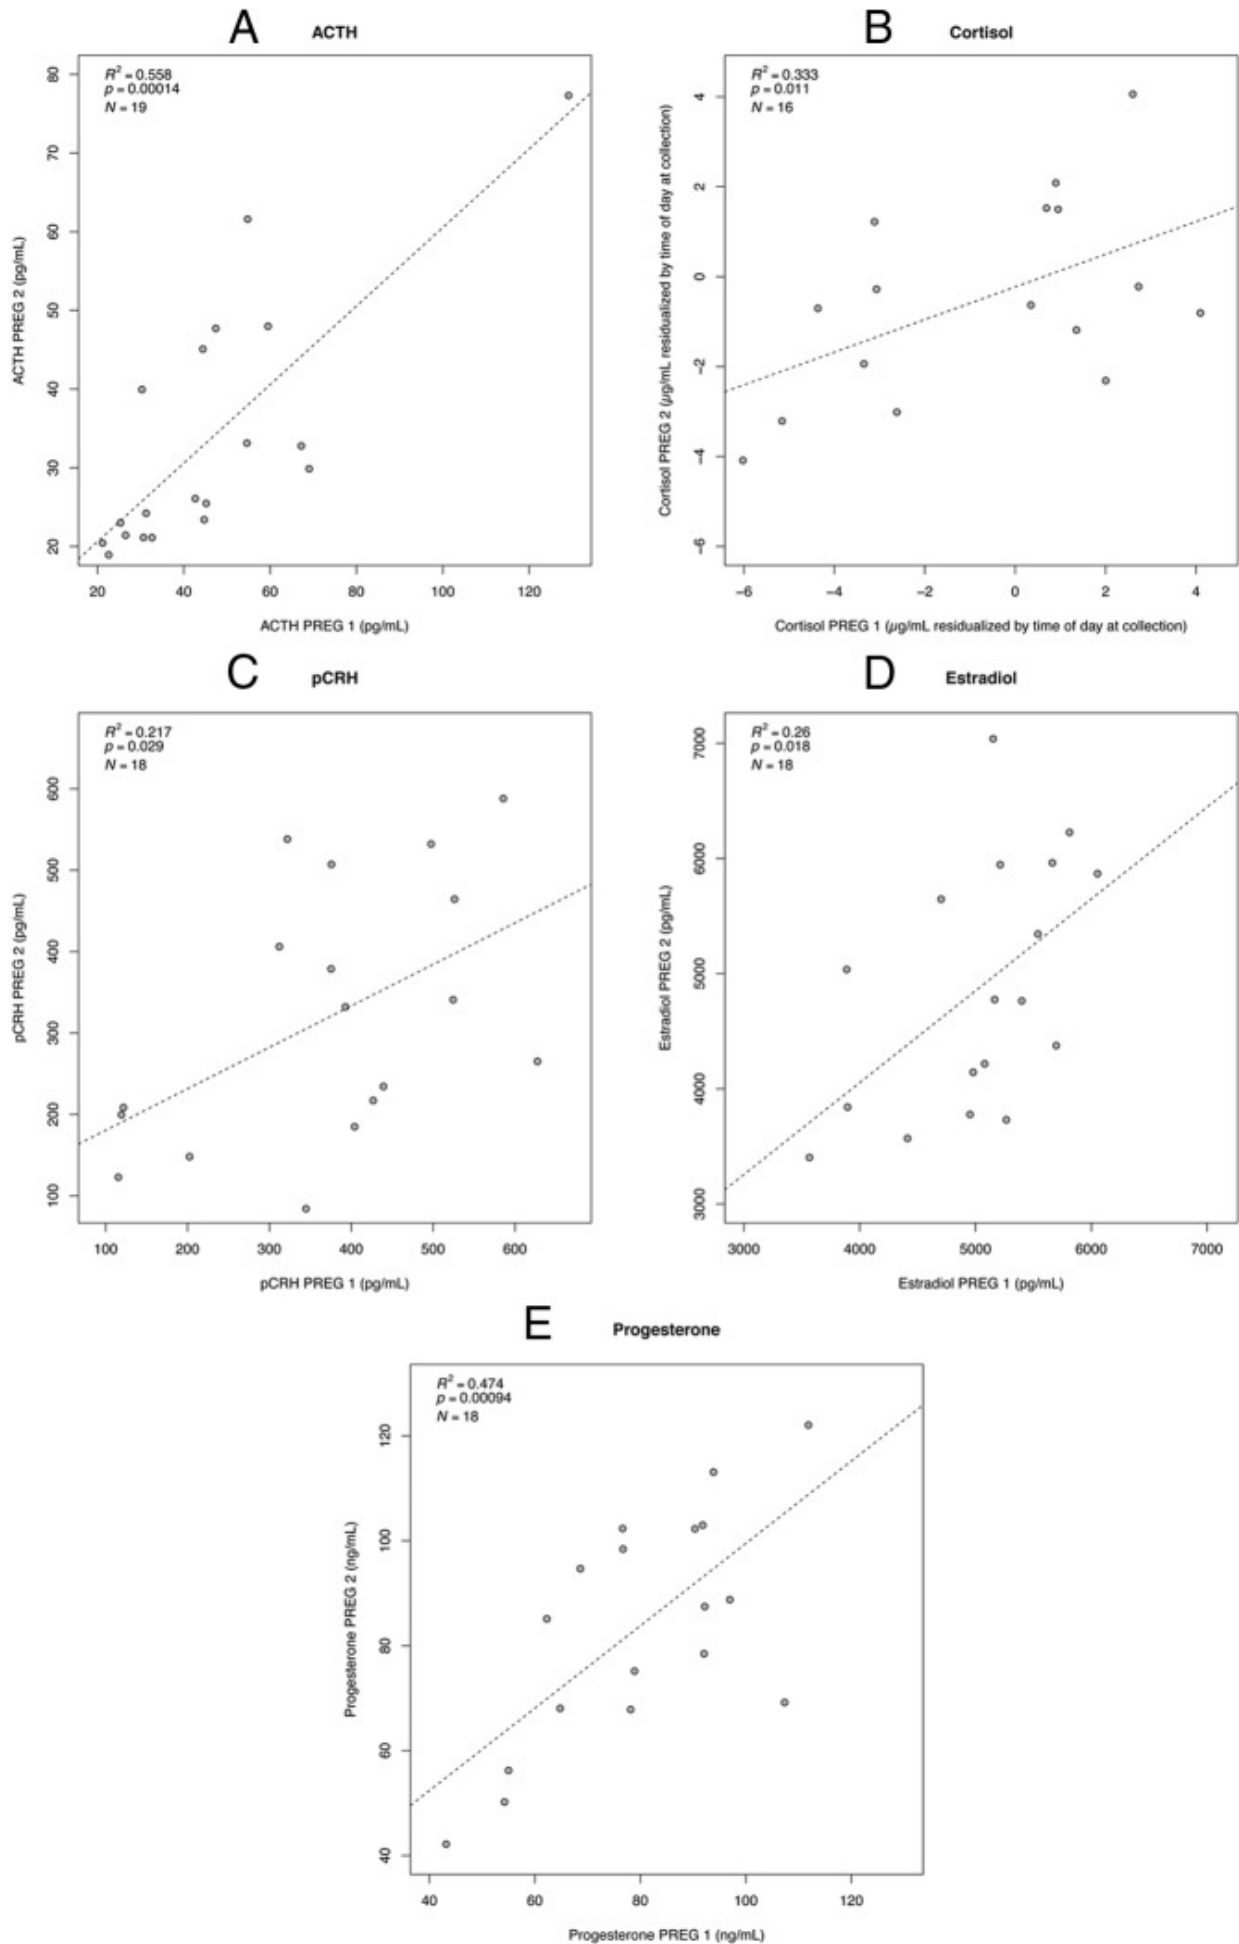 A ACTH
R² = 0.558
p = 0.00014
N = 19
ACTH PREG 2 (pg/mL)
80
70
60
50
40
30
20
20 40 60 80 100 120
ACTH PREG 1 (pg/mL)
B Cortisol
R² = 0.333
p = 0.011
N = 16
Cortisol PREG 2 (µg/mL residualized by time of day at collection)
4
2
0
−2
−4
−6
−6 −4 −2 0 2 4
Cortisol PREG 1 (µg/mL residualized by time of day at collection)
C pCRH
R² = 0.217
p = 0.029
N = 18
pCRH PREG 2 (pg/mL)
600
500
400
300
200
100
100 200 300 400 500 600
pCRH PREG 1 (pg/mL)
D Estradiol
R² = 0.26
p = 0.018
N = 18
Estradiol PREG 2 (pg/mL)
7000
6000
5000
4000
3000
3000 4000 5000 6000 7000
Estradiol PREG 1 (pg/mL)
E Progesterone
R² = 0.474
p = 0.00094
N = 18
Progesterone PREG 2 (ng/mL)
120
100
80
60
40
40 60 80 100 120
Progesterone PREG 1 (ng/mL)